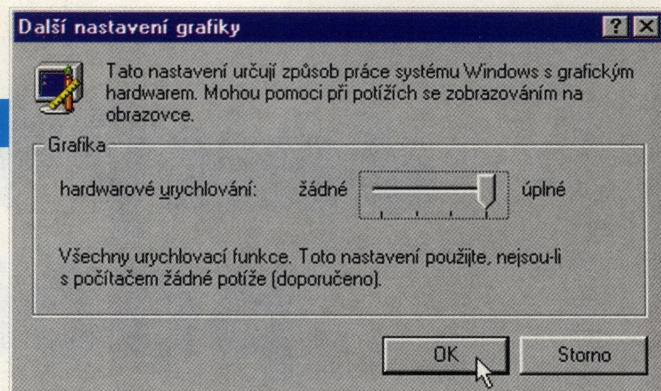 Další nastavení grafiky
Tato nastavení určují způsob práce systému Windows s grafickým
hardwarem. Mohou pomoci při potížích se zobrazováním na
obrazovce.
Grafika
hardwarové urychlování: žádné úplné
Všechny urychlovací funkce. Toto nastavení použijte, nejsou-li
s počítačem žádné potíže (doporučeno).
OK Storno